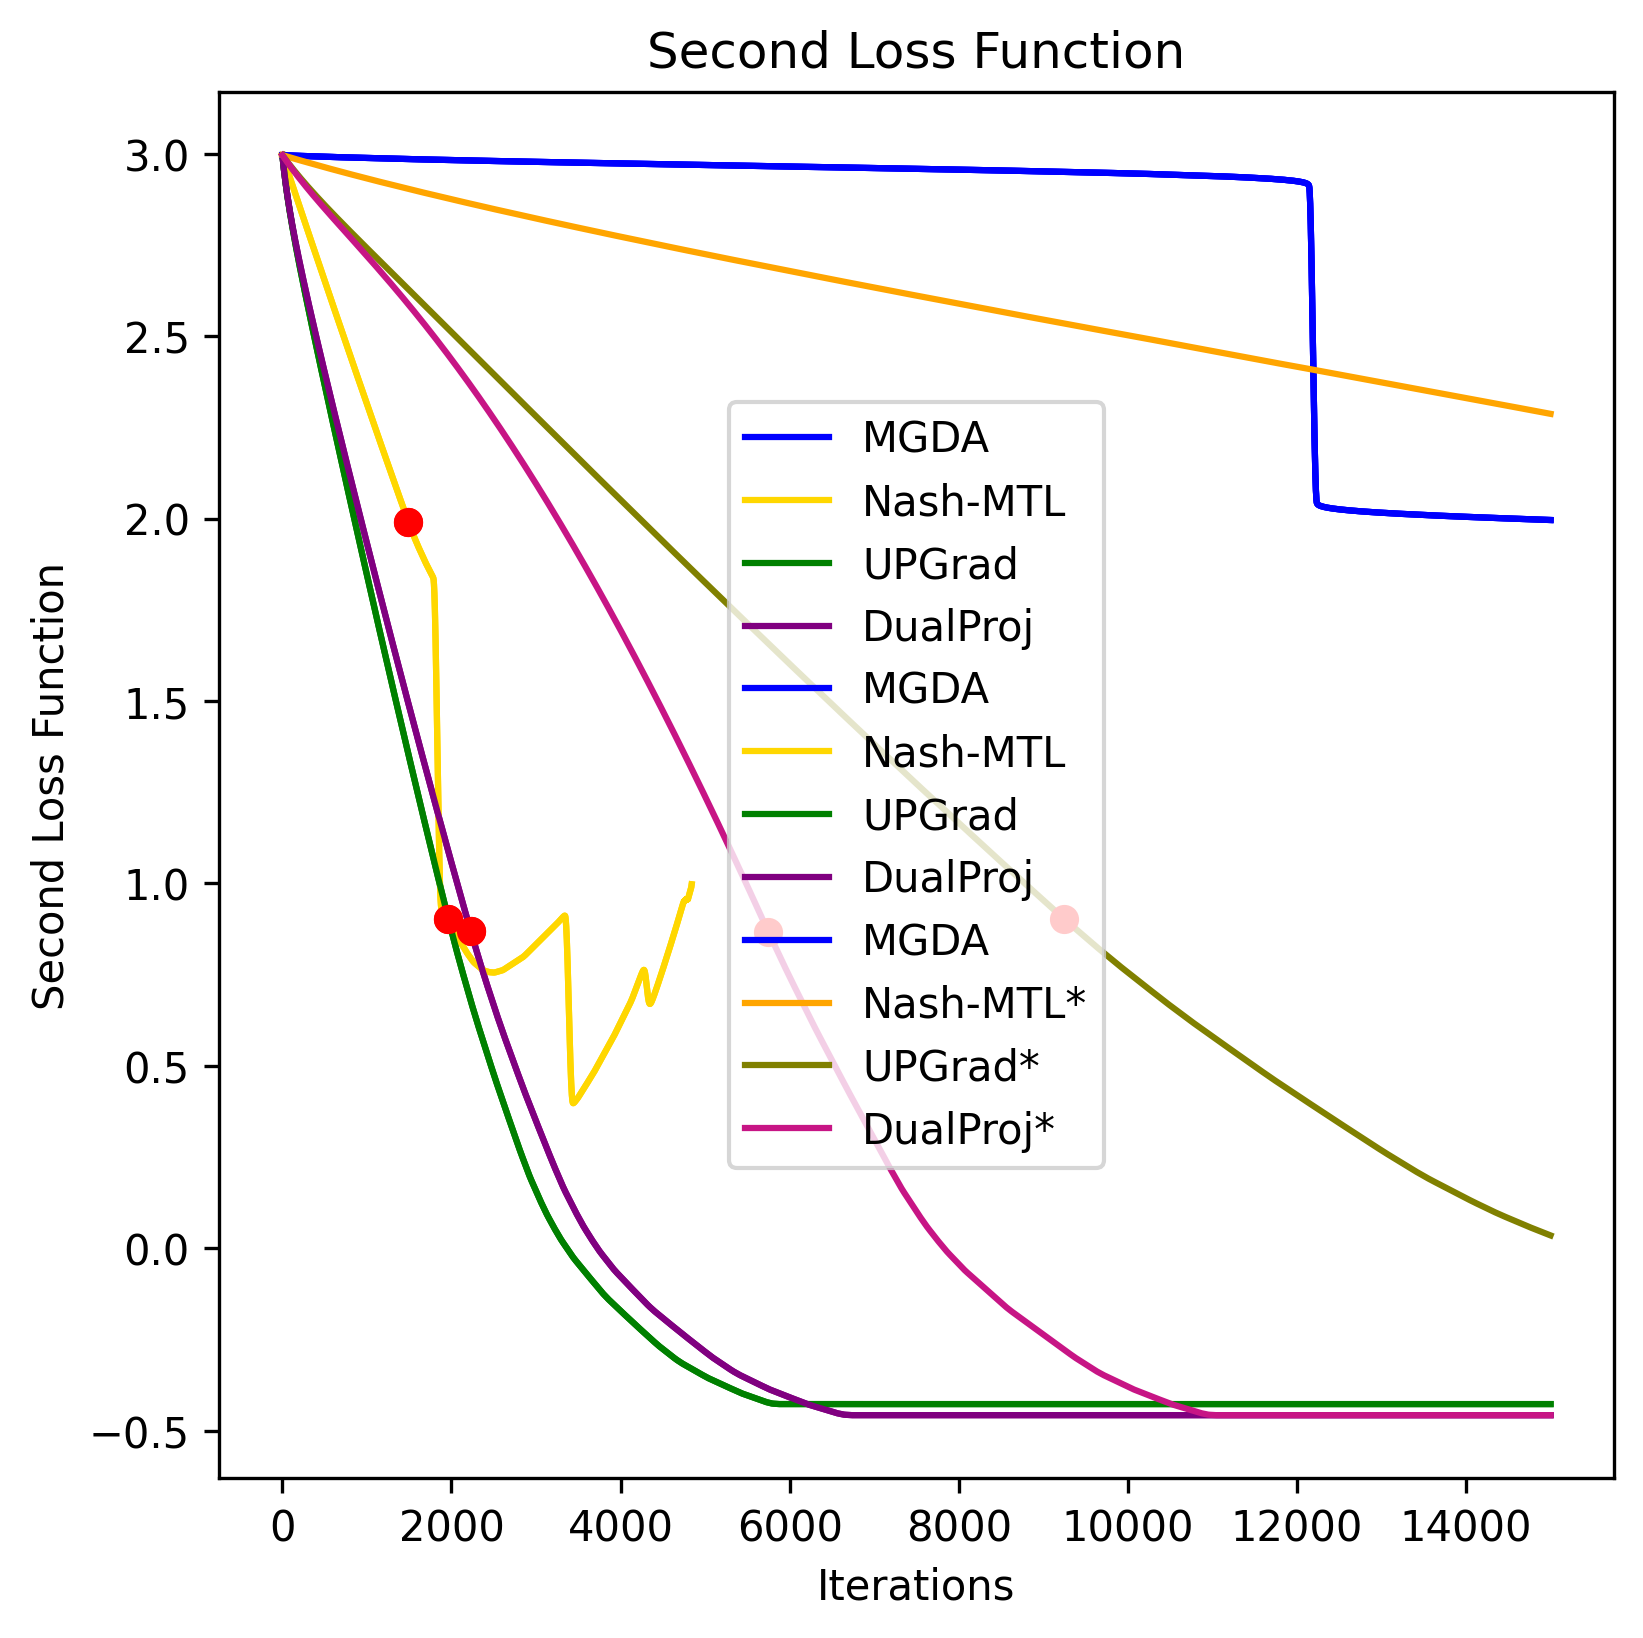 Second Loss Function
Second Loss Function
3.0
2.5
2.0
1.5
1.0
0.5
0.0
−0.5
MGDA
Nash-MTL
UPGrad
DualProj
MGDA
Nash-MTL
UPGrad
DualProj
MGDA
Nash-MTL*
UPGrad*
DualProj*
0 2000 4000 6000 8000 10000 12000 14000
Iterations